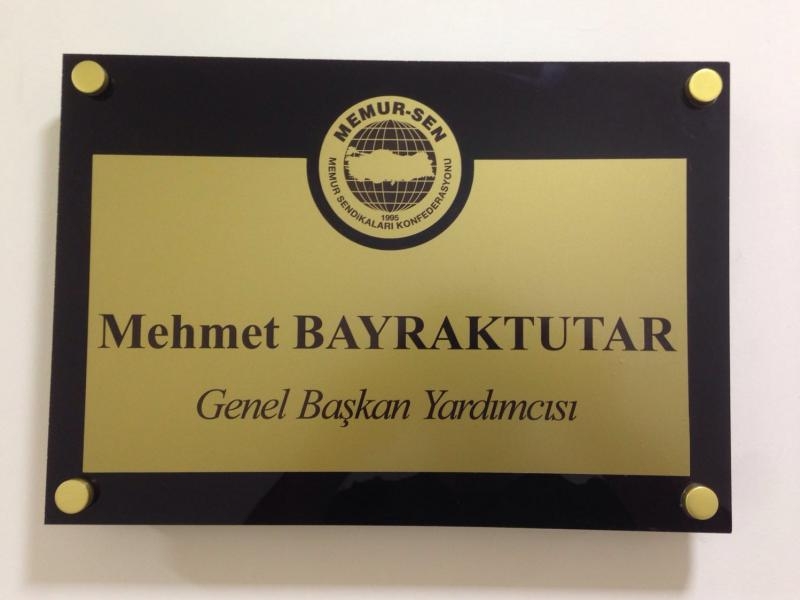 MEMUR-SEN
MEMUR SENDİKALARI KONFEDERASYONU
1995
Mehmet BAYRAKTUTAR
Genel Başkan Yardımcısı